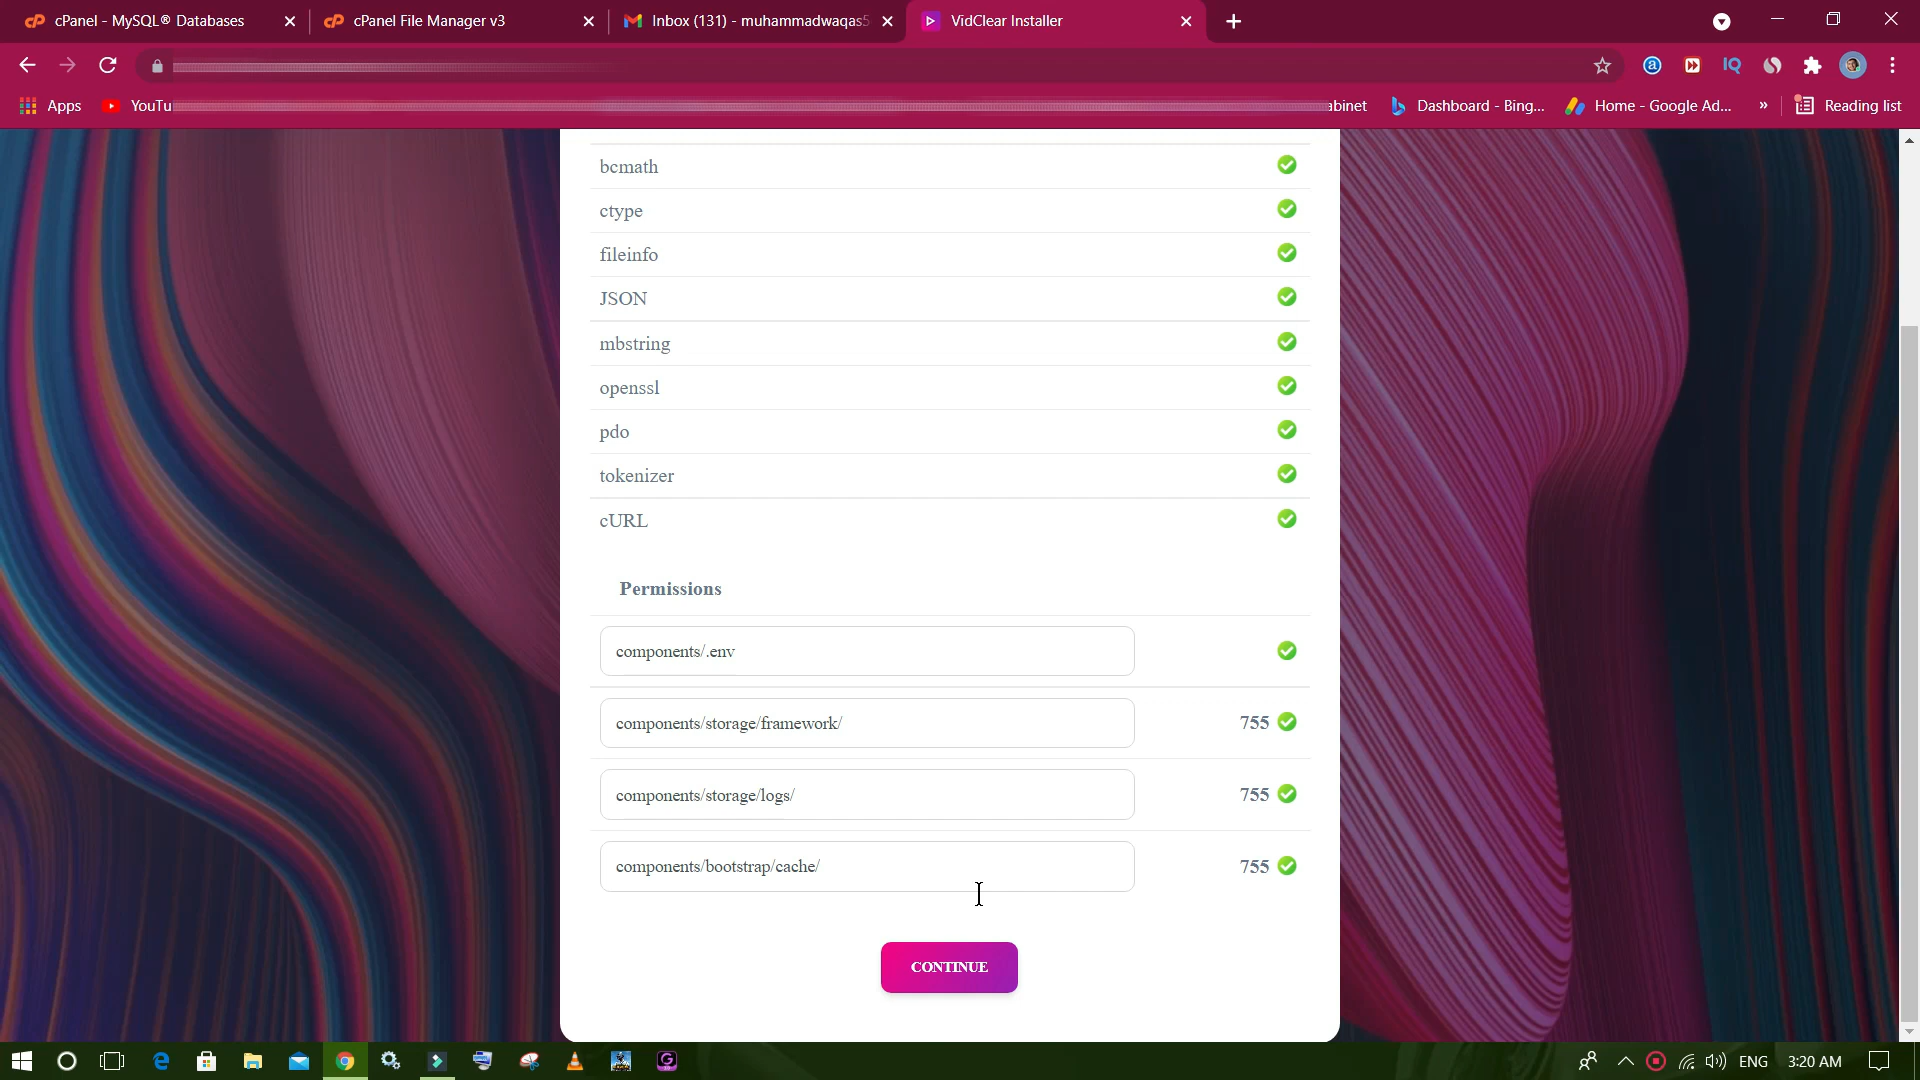 cPanel - MySQL® Databases
cPanel File Manager v3
Inbox (131) - muhammadwaqas5
VidClear Installer
Apps
YouTu
abinet
Dashboard - Bing...
Home - Google Ad...
»
Reading list
bcmath
ctype
fileinfo
JSON
mbstring
openssl
pdo
tokenizer
cURL
Permissions
components/.env
components/storage/framework/ 755
components/storage/logs/ 755
components/bootstrap/cache/ 755
CONTINUE
ENG 3:20 AM